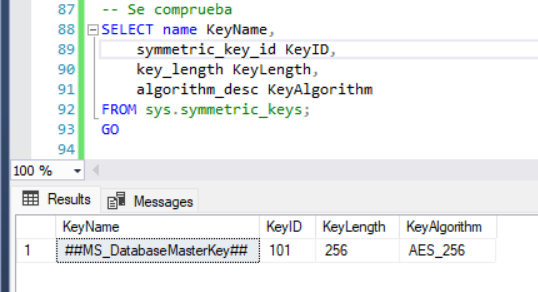 87 -- Se comprueba
88 SELECT name KeyName,
89 symmetric_key_id KeyID,
90 key_length KeyLength,
91 algorithm_desc KeyAlgorithm
92 FROM sys.symmetric_keys;
93 GO
94
100 %
Results Messages
KeyName KeyID KeyLength KeyAlgorithm
1 ##MS_DatabaseMasterKey## 101 256 AES_256